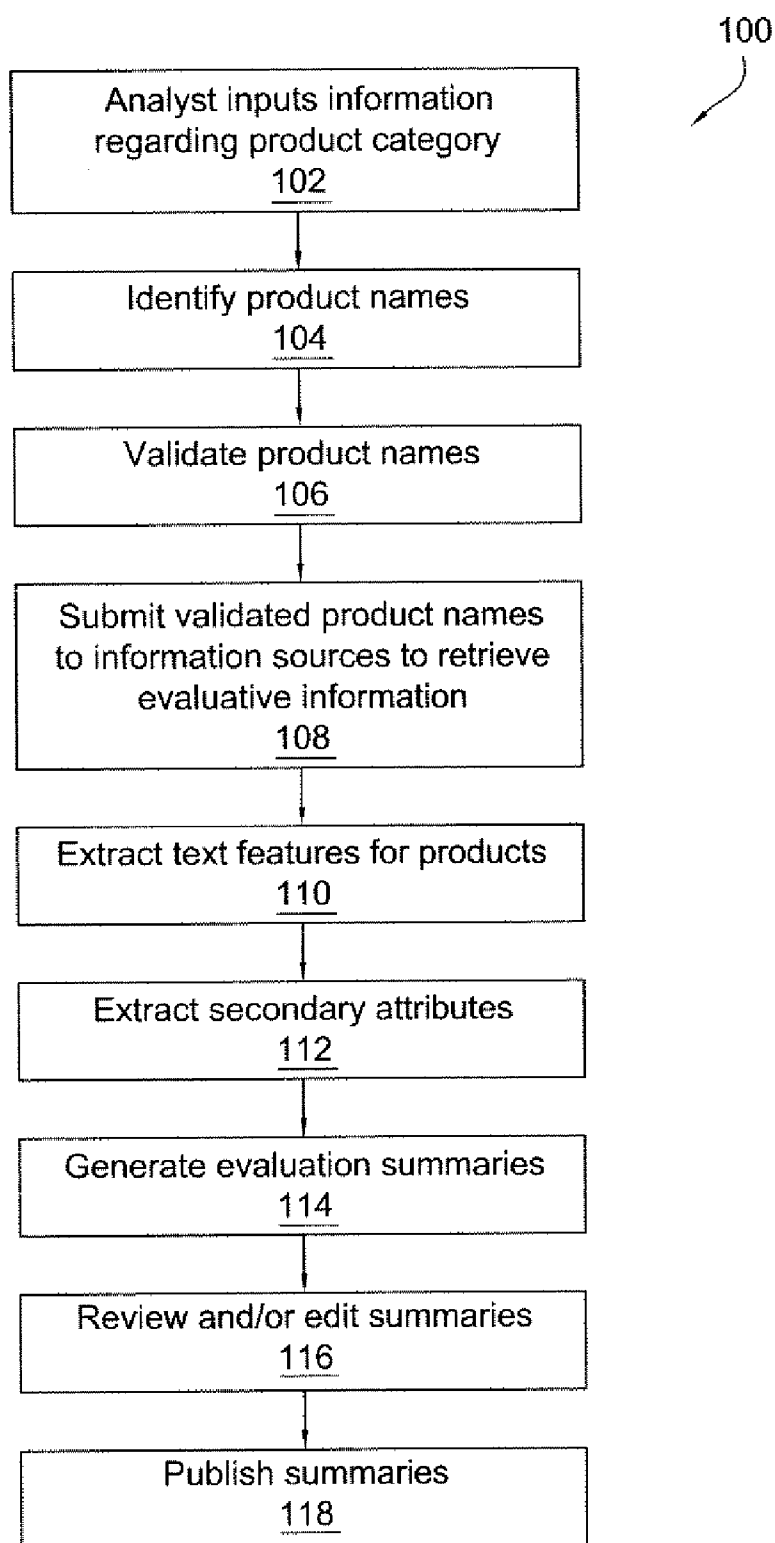 100
Analyst inputs information
regarding product category
102
Identify product names
104
Validate product names
106
Submit validated product names
to information sources to retrieve
evaluative information
108
Extract text features for products
110
Extract secondary attributes
112
Generate evaluation summaries
114
Review and/or edit summaries
116
Publish summaries
118